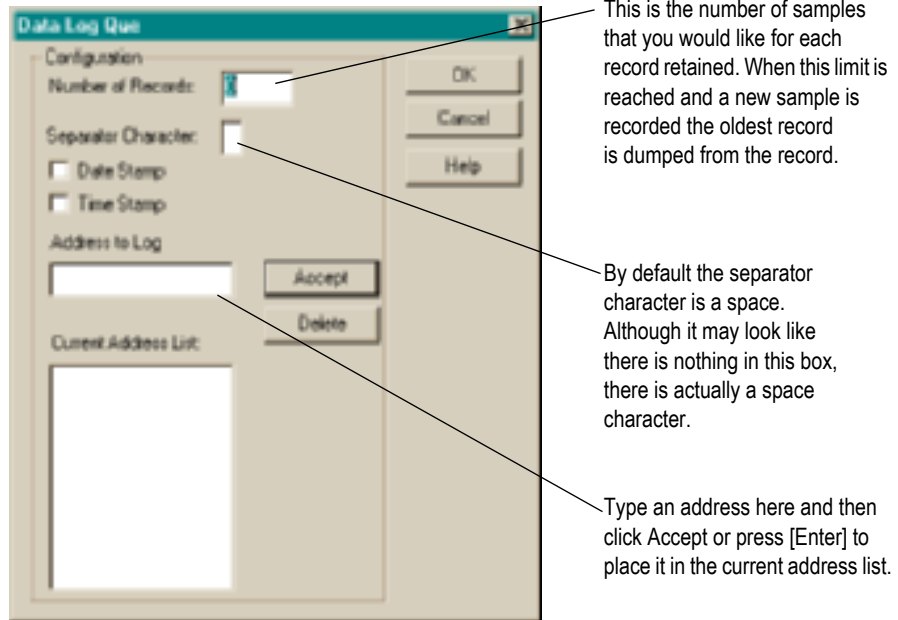 Data Log Que
Configuration
Number of Records:
0
Separator Character:
Date Stamp
Time Stamp
Address to Log
Accept
Delete
Current Address List:
OK
Cancel
Help
This is the number of samples
that you would like for each
record retained. When this limit is
reached and a new sample is
recorded the oldest record
is dumped from the record.
By default the separator
character is a space.
Although it may look like
there is nothing in this box,
there is actually a space
character.
Type an address here and then
click Accept or press [Enter] to
place it in the current address list.